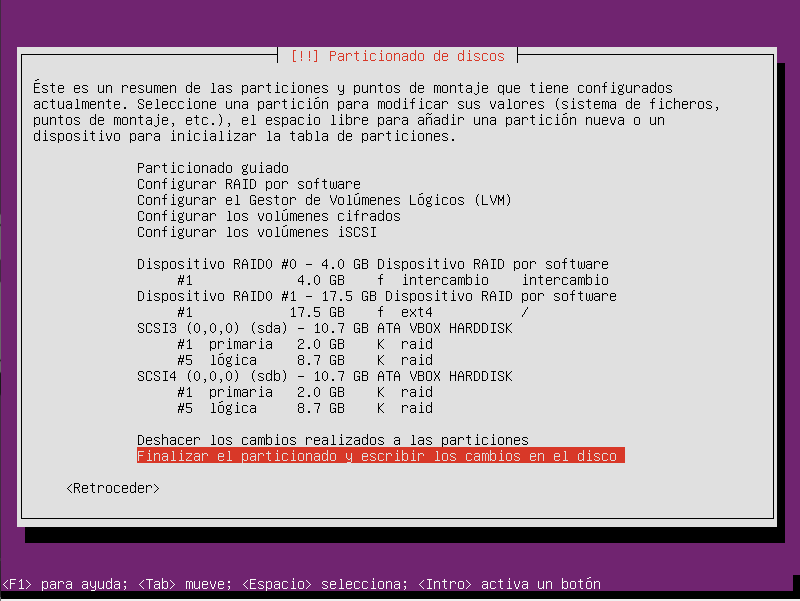 [!!] Particionado de discos
Éste es un resumen de las particiones y puntos de montaje que tiene configurados
actualmente. Seleccione una partición para modificar sus valores (sistema de ficheros,
puntos de montaje, etc.), el espacio libre para añadir una partición nueva o un
dispositivo para inicializar la tabla de particiones.
Particionado guiado
Configurar RAID por software
Configurar el Gestor de Volúmenes Lógicos (LVM)
Configurar los volúmenes cifrados
Configurar los volúmenes iSCSI
Dispositivo RAID0 #0 – 4.0 GB Dispositivo RAID por software
#1 4.0 GB f intercambio intercambio
Dispositivo RAID0 #1 – 17.5 GB Dispositivo RAID por software
#1 17.5 GB f ext4 /
SCSI3 (0,0,0) (sda) – 10.7 GB ATA VBOX HARDDISK
#1 primaria 2.0 GB K raid
#5 lógica 8.7 GB K raid
SCSI4 (0,0,0) (sdb) – 10.7 GB ATA VBOX HARDDISK
#1 primaria 2.0 GB K raid
#5 lógica 8.7 GB K raid
Deshacer los cambios realizados a las particiones
Finalizar el particionado y escribir los cambios en el disco
<Retroceder>
<F1> para ayuda; <Tab> mueve; <Espacio> selecciona; <Intro> activa un botón